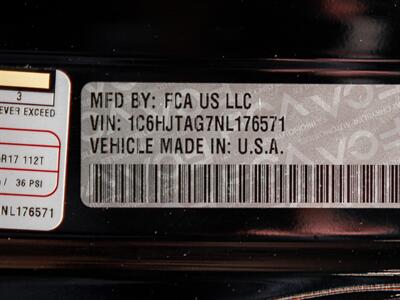 3
EVER EXCEED
R17 112T
/ 36 PSI
NL176571
MFD BY: FCA US LLC
VIN: 1C6HJTAG7NL176571
VEHICLE MADE IN: U.S.A.